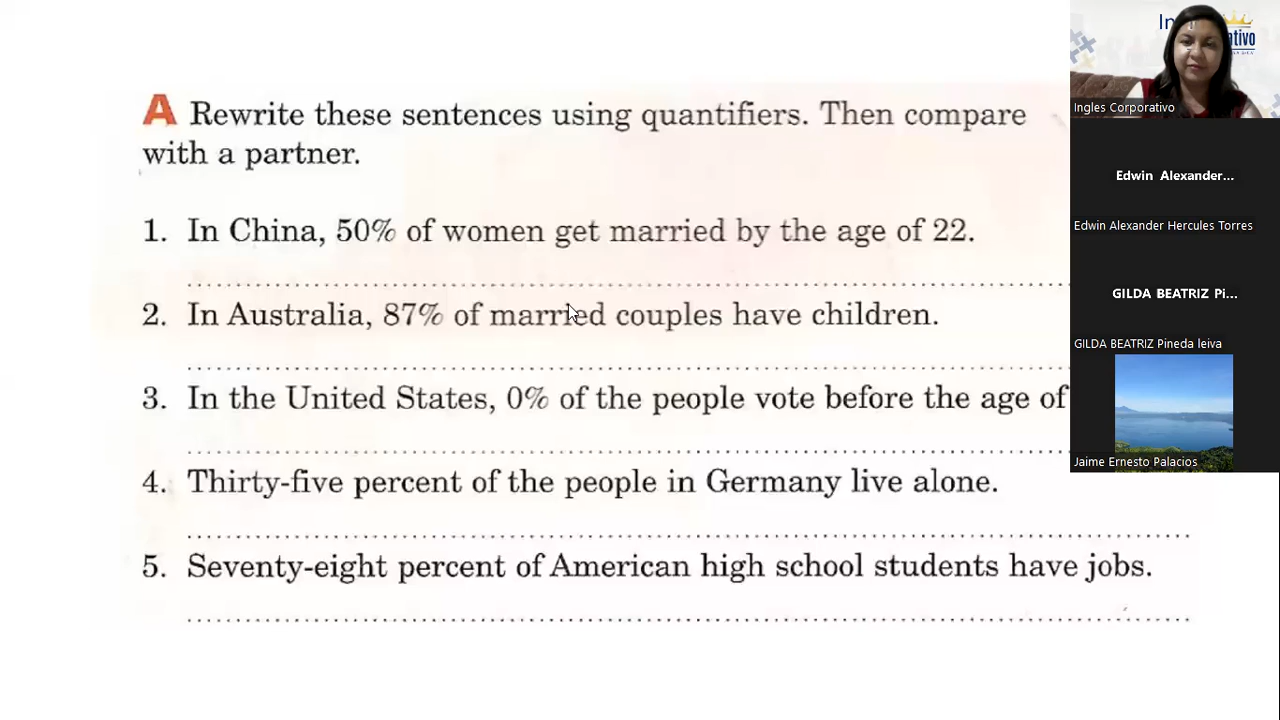 A Rewrite these sentences using quantifiers. Then compare
with a partner.
1. In China, 50% of women get married by the age of 22.
2. In Australia, 87% of married couples have children.
3. In the United States, 0% of the people vote before the age of
4. Thirty-five percent of the people in Germany live alone.
5. Seventy-eight percent of American high school students have jobs.
Ingles Corporativo
Edwin Alexander...
Edwin Alexander Hercules Torres
GILDA BEATRIZ Pi...
GILDA BEATRIZ Pineda leiva
Jaime Ernesto Palacios